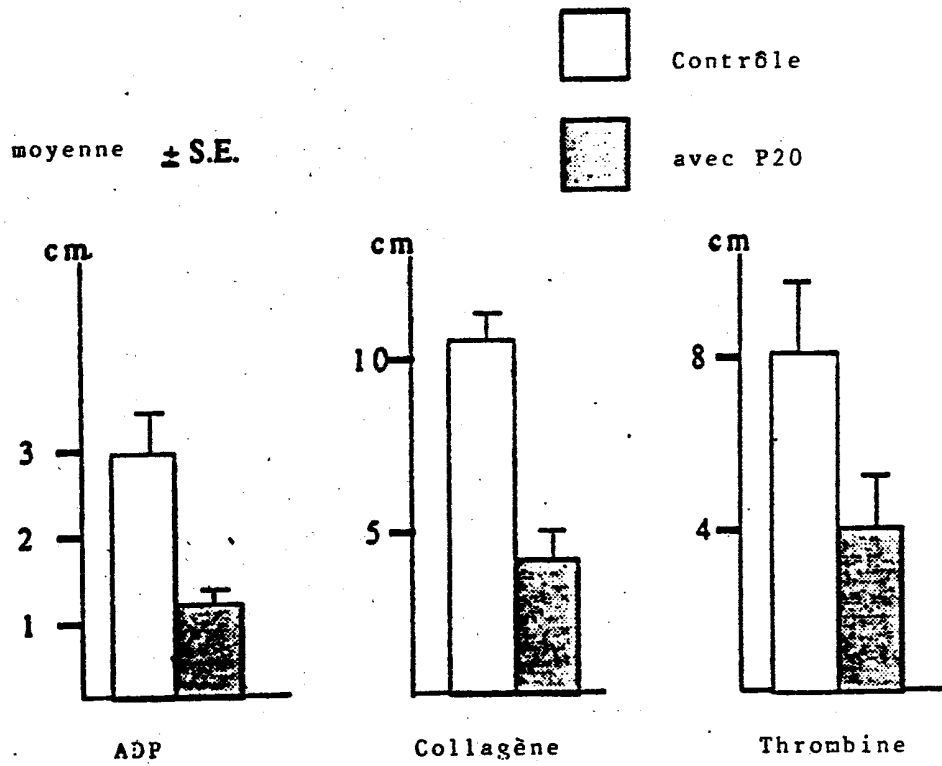 Contrôle
moyenne ± S.E.
avec P20
cm
3
2
1
ADP
cm
10
5
Collagène
cm
8
4
Thrombine